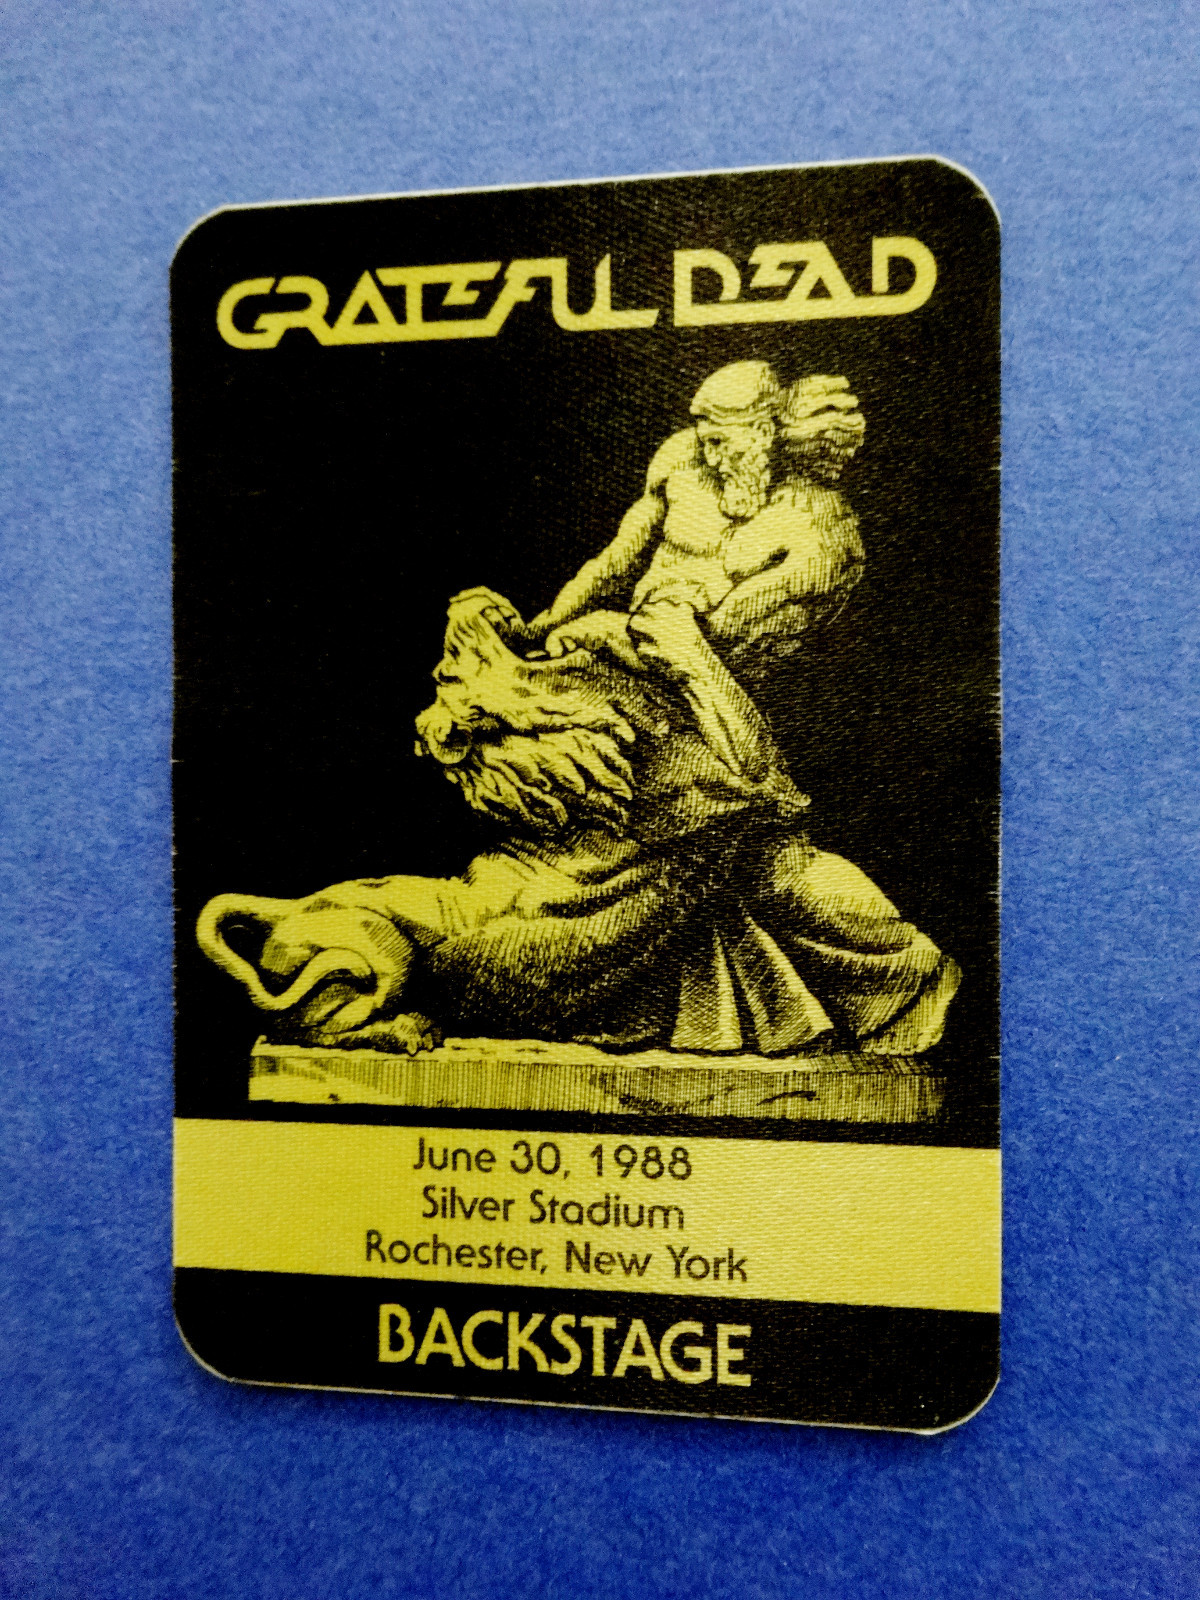 GRATEFUL DEAD
June 30, 1988
Silver Stadium
Rochester, New York
BACKSTAGE